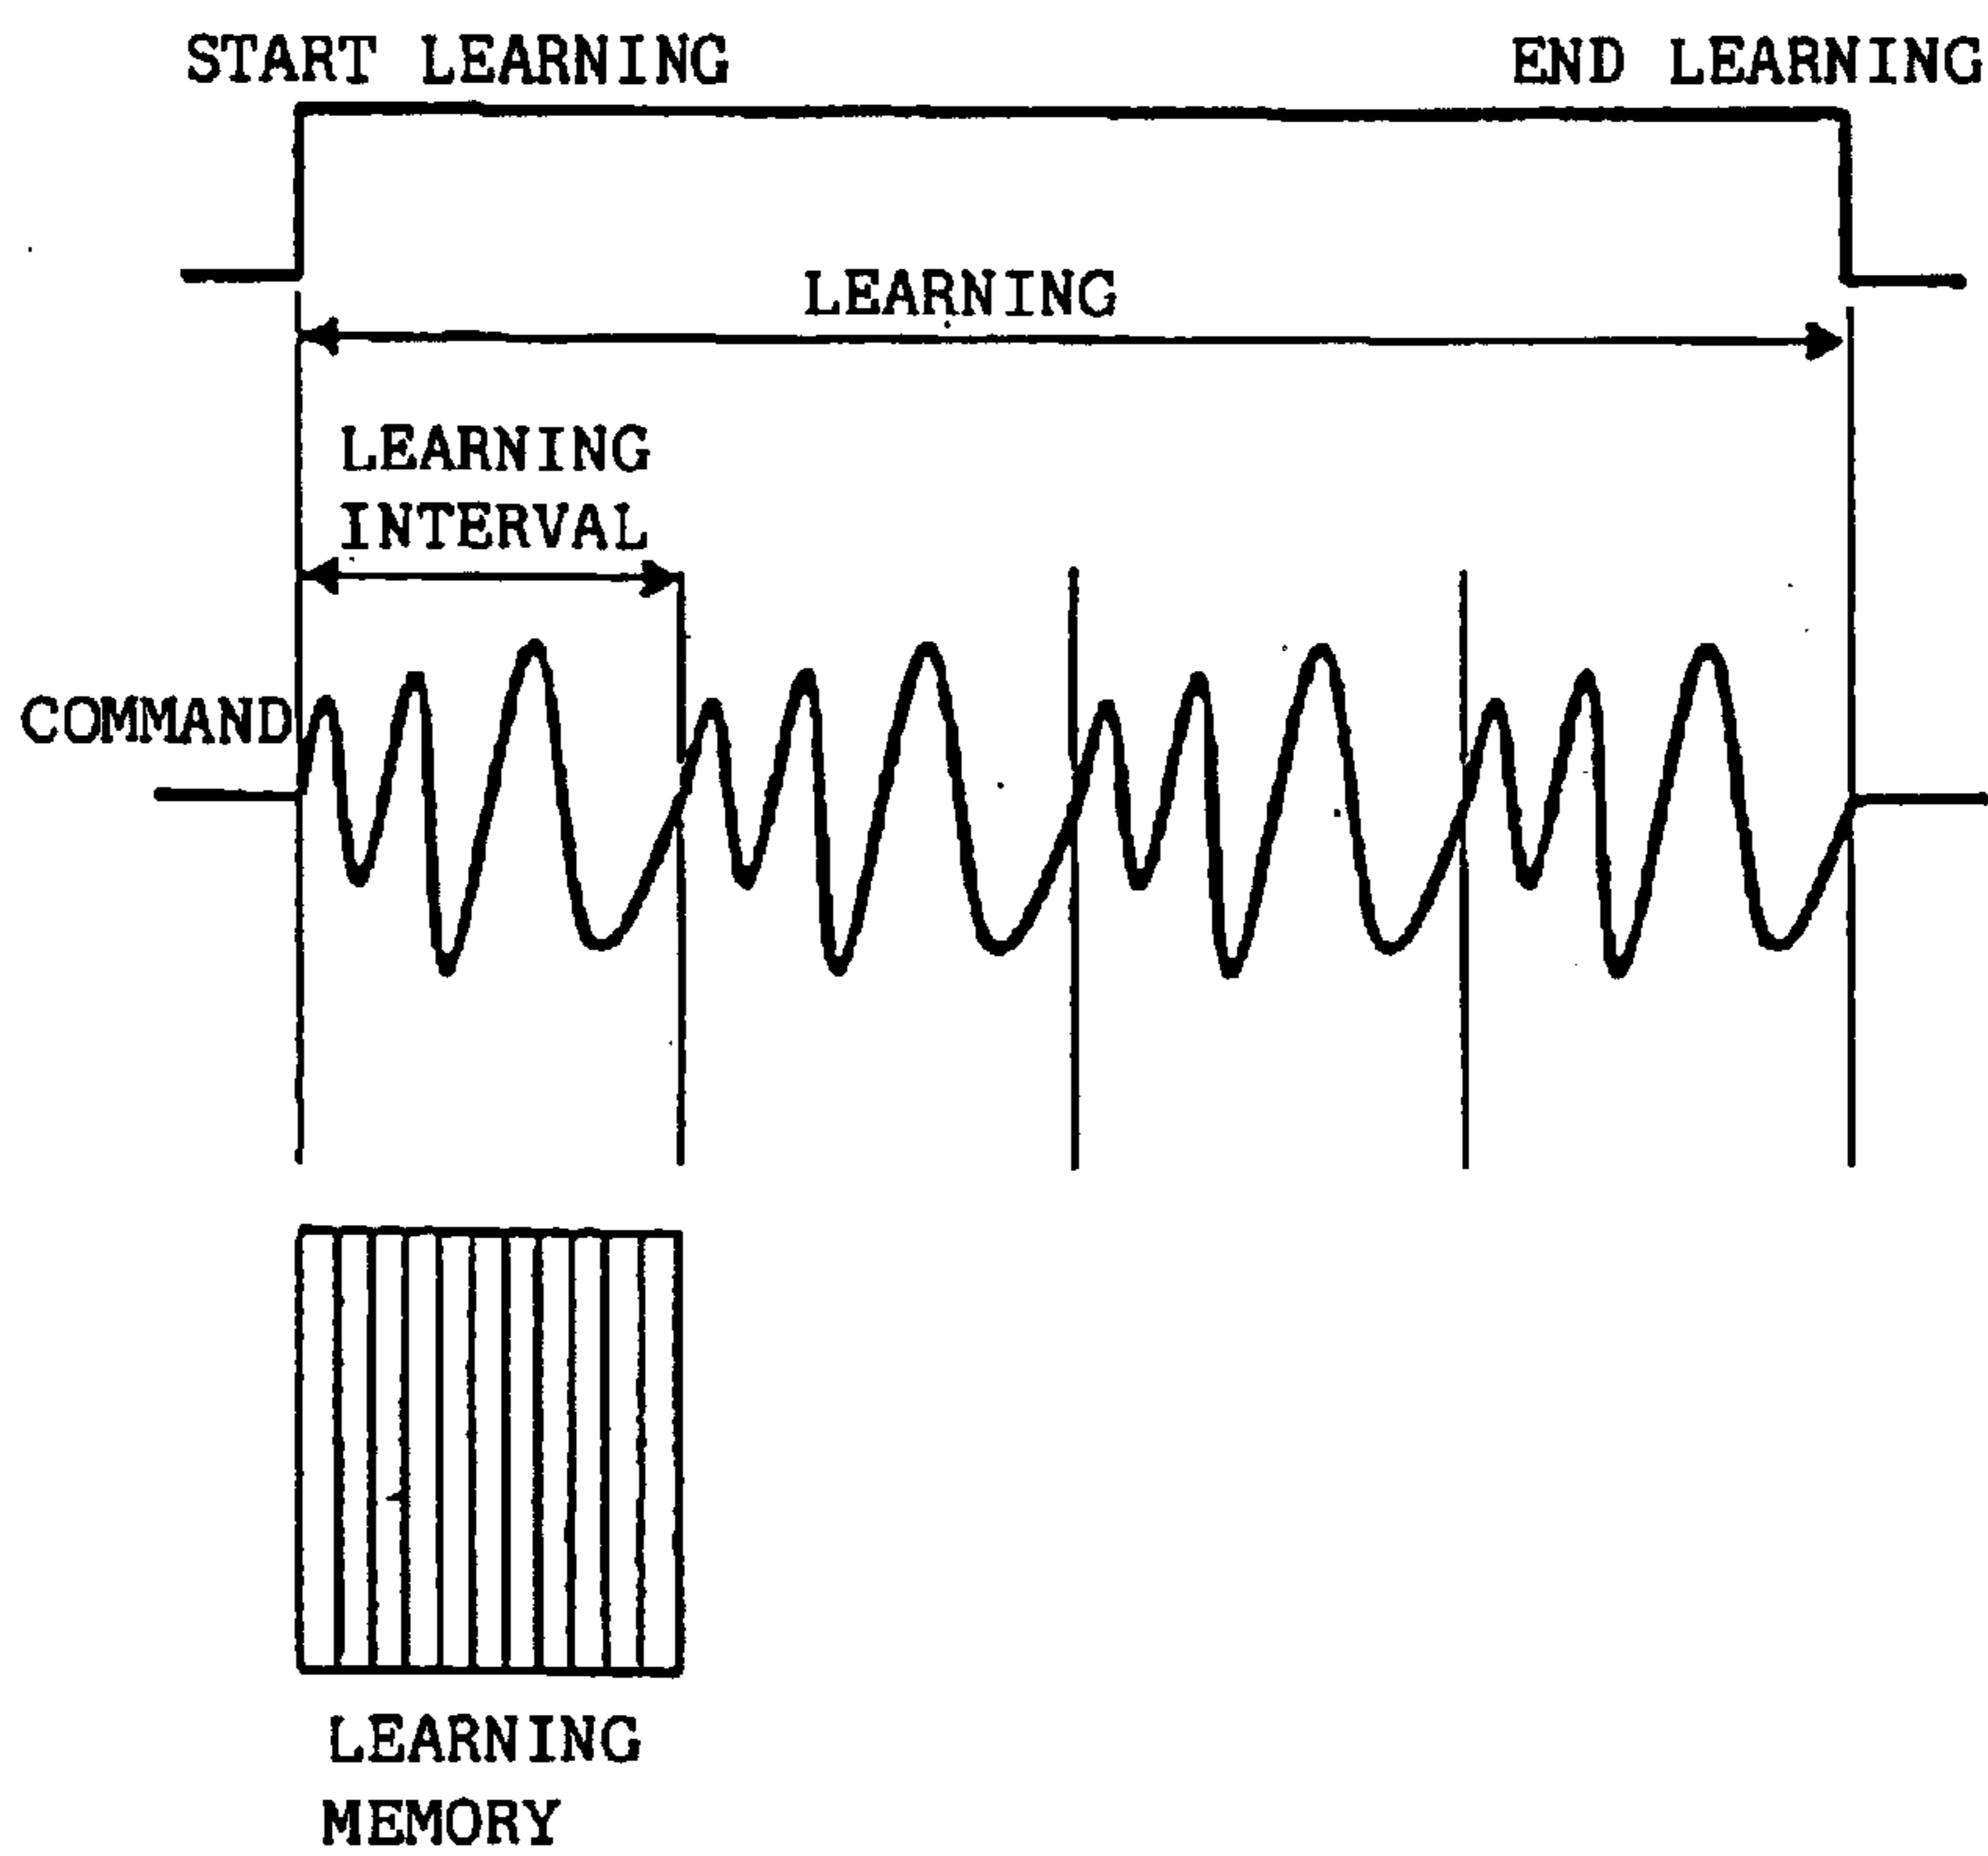 START LEARNING
END LEARNING
LEARNING
LEARNING
INTERVAL
COMMAND
LEARNING
MEMORY